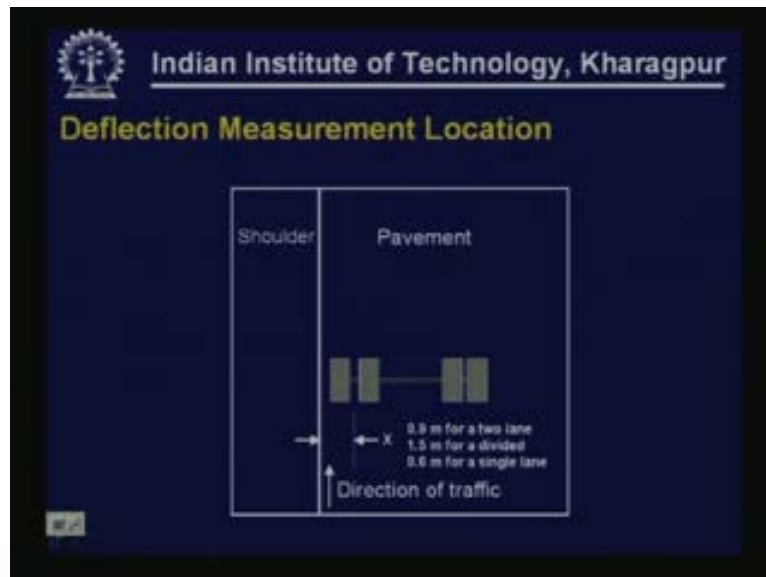 Indian Institute of Technology, Kharagpur
Deflection Measurement Location
Shoulder
Pavement
X
0.9 m for a two lane
1.5 m for a divided
0.6 m for a single lane
Direction of traffic